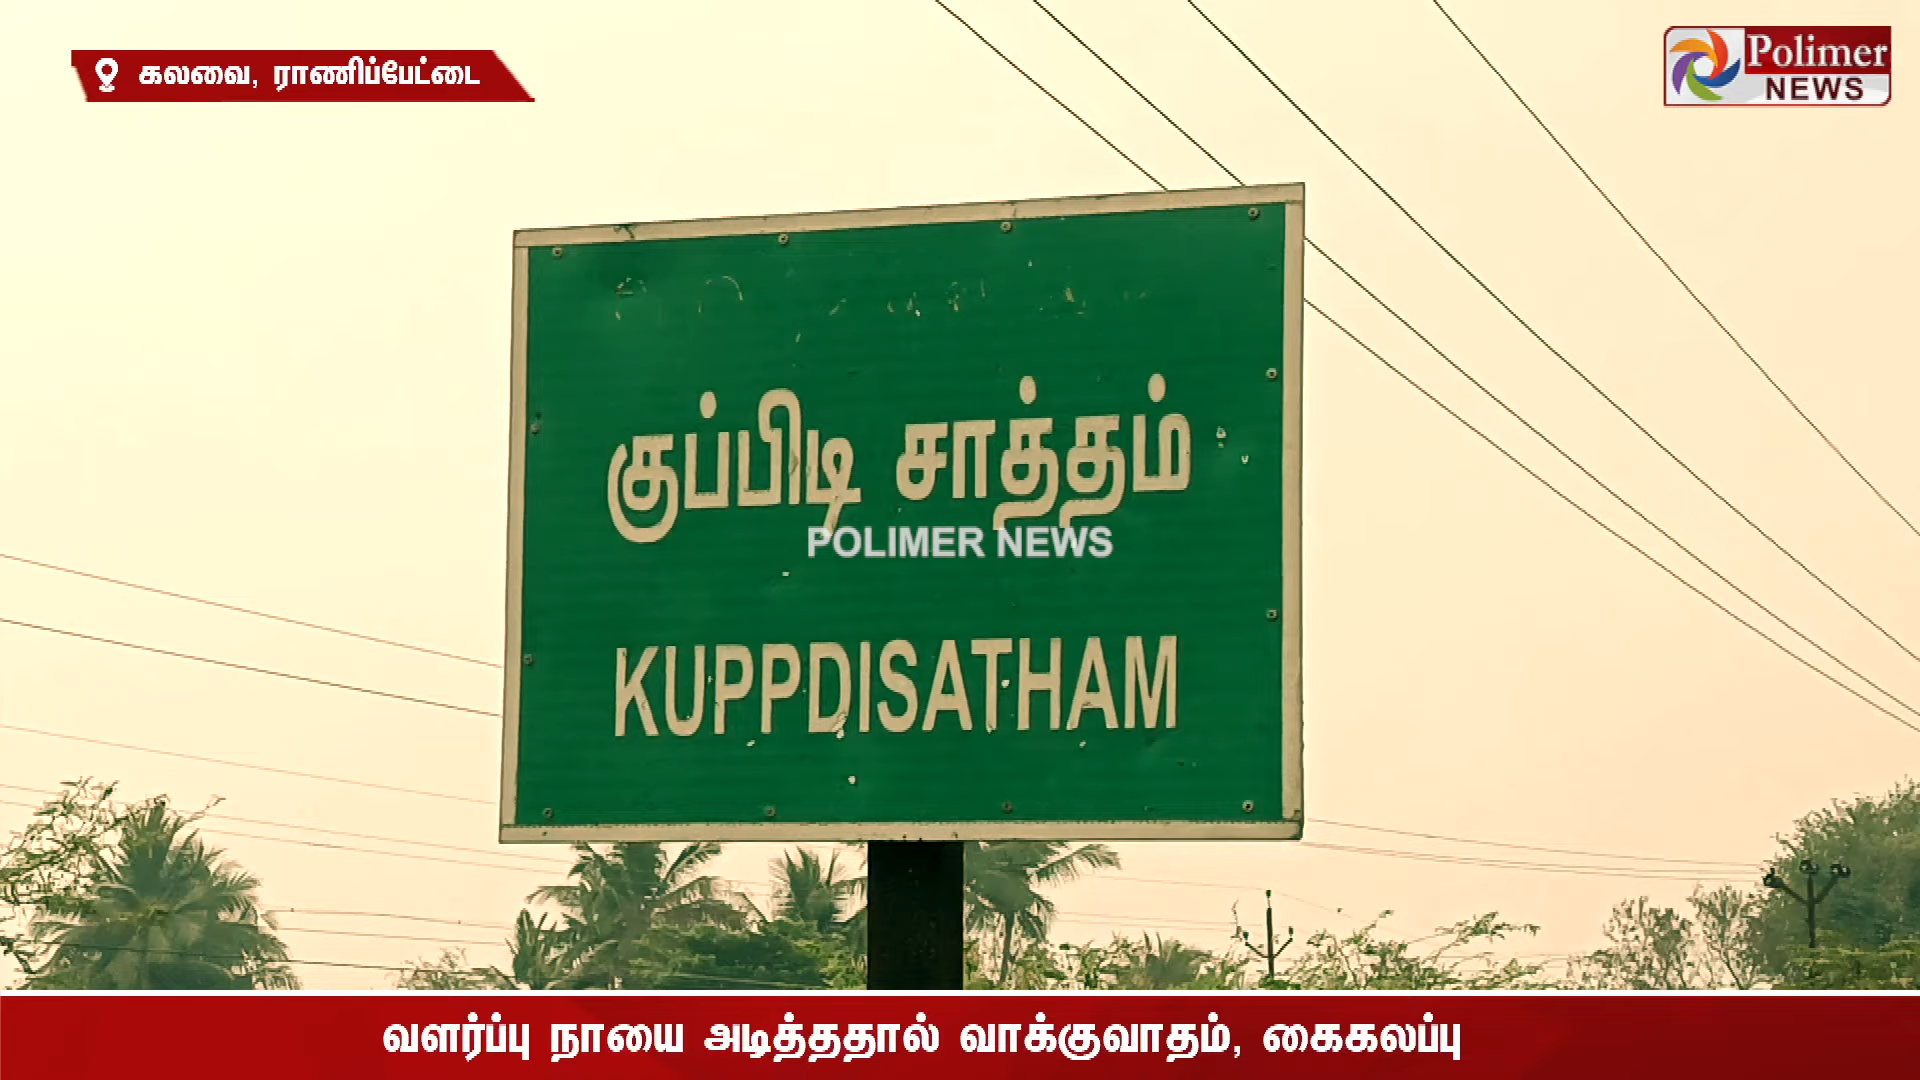 கலவை, ராணிப்பேட்டை
Polimer
NEWS
குப்பிடி சாத்தம்
POLIMER NEWS
KUPPDISATHAM
வளர்ப்பு நாயை அடித்ததால் வாக்குவாதம், கைகலப்பு